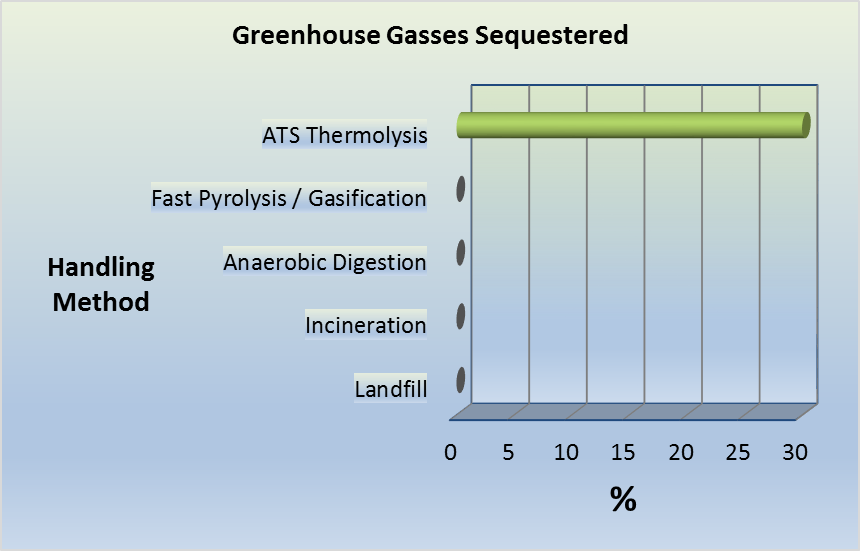 Greenhouse Gasses Sequestered
ATS Thermolysis
Fast Pyrolysis / Gasification
Anaerobic Digestion
Handling
Method
Incineration
Landfill
0 5 10 15 20 25 30
%